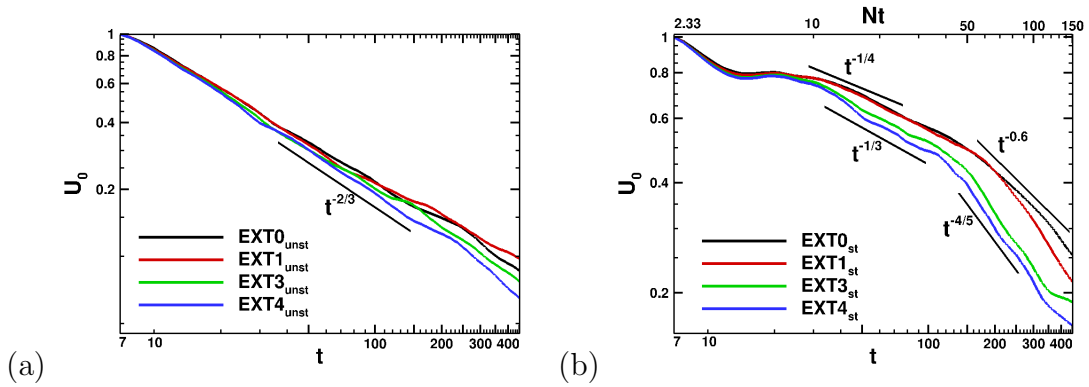 (a)
U0
1
0.8
0.6
0.4
0.2
t-2/3
EXT0unst
EXT1unst
EXT3unst
EXT4unst
7 10 100 200 300 400
t
(b)
Nt
2.33 10 50 100 150
U0
1
0.8
0.6
0.4
0.2
t-1/4
t-1/3
t-0.6
t-4/5
EXT0st
EXT1st
EXT3st
EXT4st
7 10 100 200 300 400
t